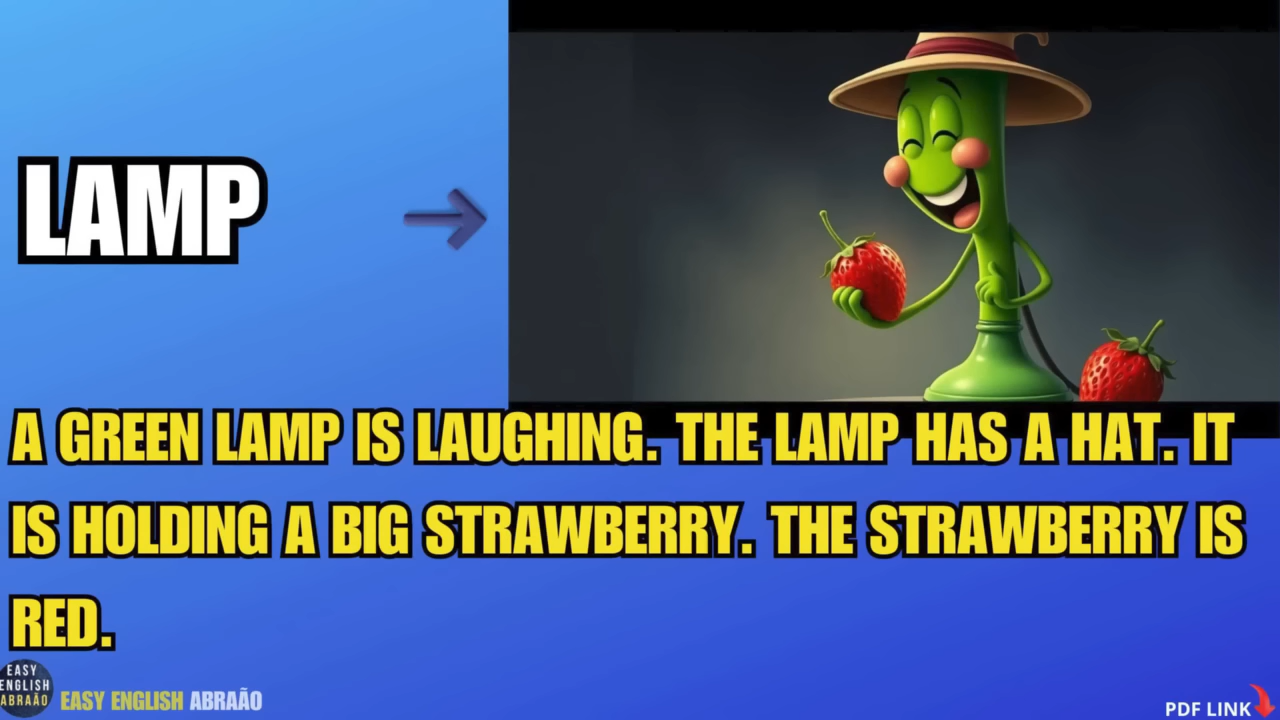 LAMP
A GREEN LAMP IS LAUGHING. THE LAMP HAS A HAT. IT
IS HOLDING A BIG STRAWBERRY. THE STRAWBERRY IS
RED.
EASY
ENGLISH
ABRAÃO
EASY ENGLISH ABRAÃO
PDF LINK